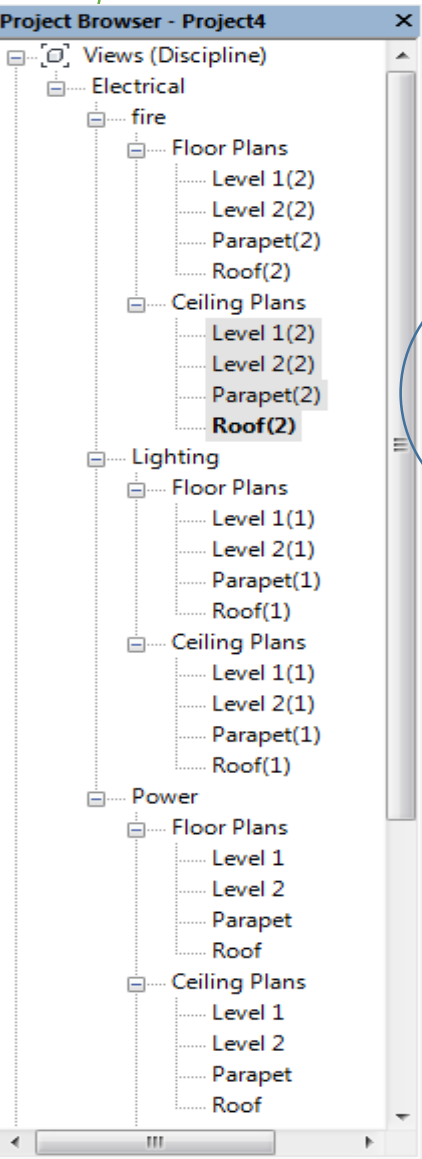 Project Browser - Project4
Views (Discipline)
Electrical
fire
Floor Plans
Level 1(2)
Level 2(2)
Parapet(2)
Roof(2)
Ceiling Plans
Level 1(2)
Level 2(2)
Parapet(2)
Roof(2)
Lighting
Floor Plans
Level 1(1)
Level 2(1)
Parapet(1)
Roof(1)
Ceiling Plans
Level 1(1)
Level 2(1)
Parapet(1)
Roof(1)
Power
Floor Plans
Level 1
Level 2
Parapet
Roof
Ceiling Plans
Level 1
Level 2
Parapet
Roof